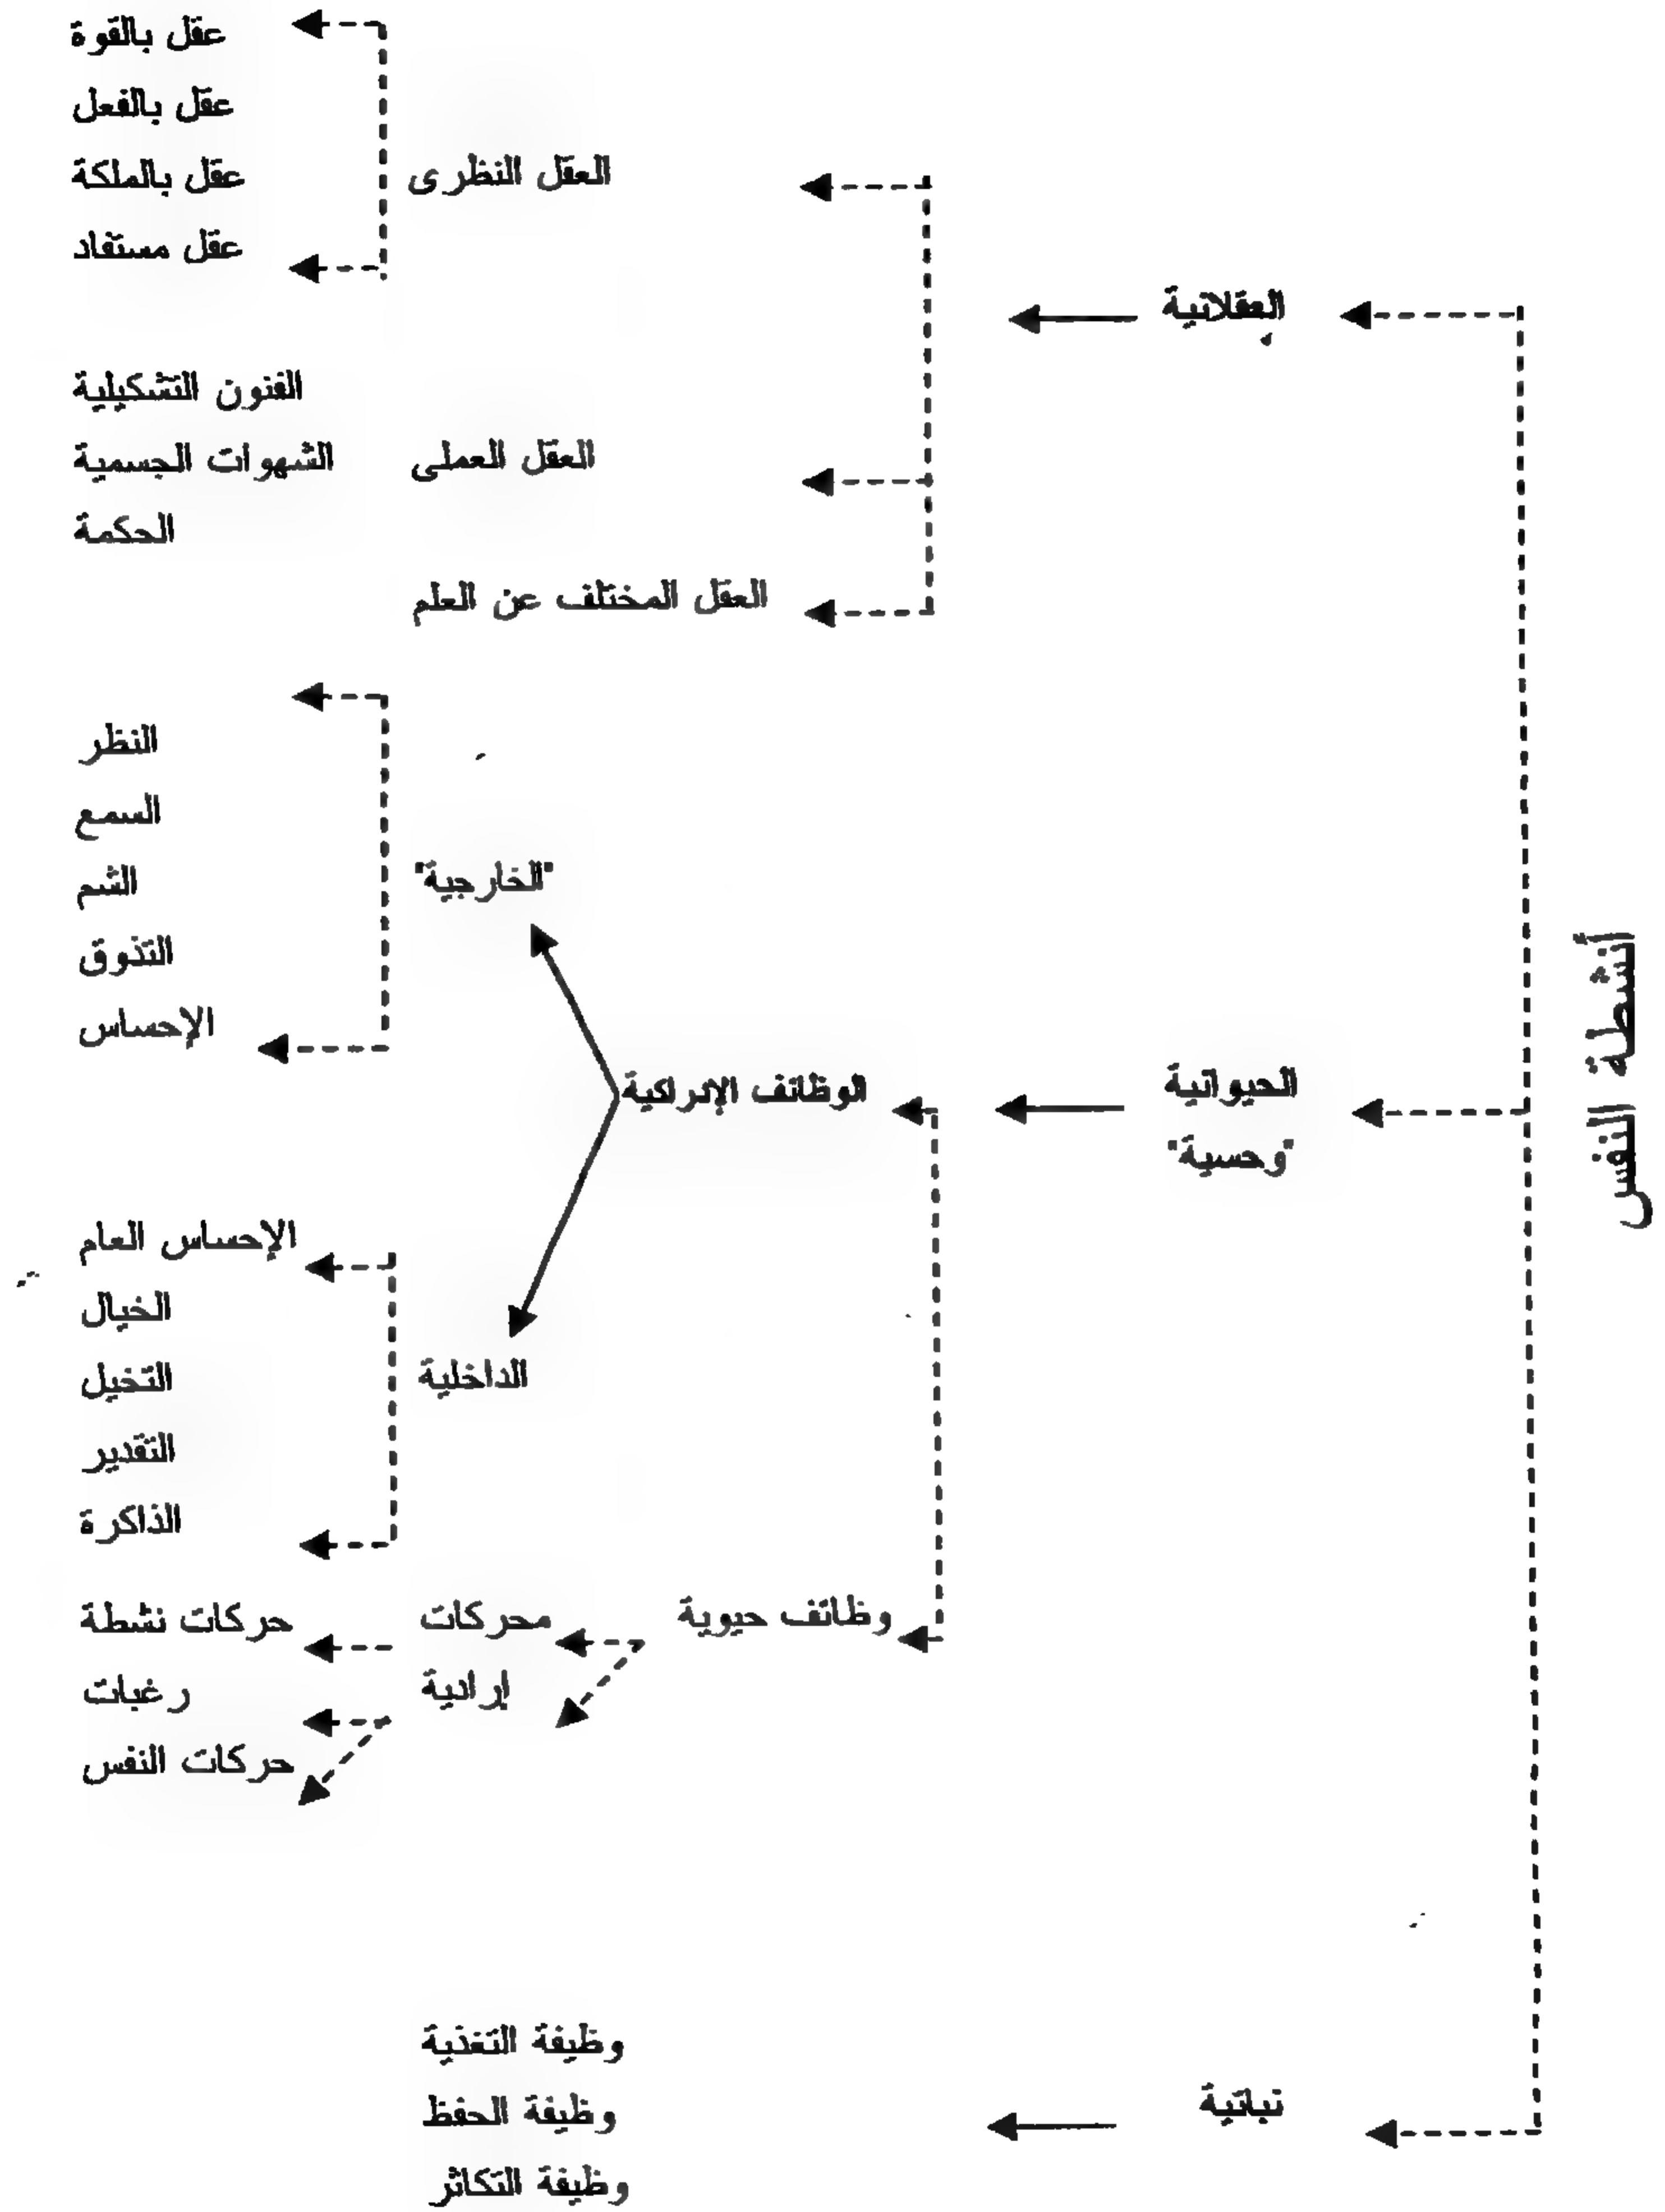 أنشطة النفس
العقلانية
العقل النظرى
عقل بالقوة
عقل بالفعل
عقل بالملكة
عقل مستفاد
العقل العملى
الفنون التشكيلية
الشهوات الجسمية
الحكمة
العقل المختلف عن العلم
الحيوانية
"وحسية"
الوظائف الإدراكية
"الخارجية"
النظر
السمع
الشم
التذوق
الإحساس
الداخلية
الإحساس العام
الخيال
التخيل
التقدير
الذاكرة
وظائف حيوية
محركات
إرادية
حركات نشطة
رغبات
حركات النفس
نباتية
وظيفة التغذية
وظيفة الحفظ
وظيفة التكاثر